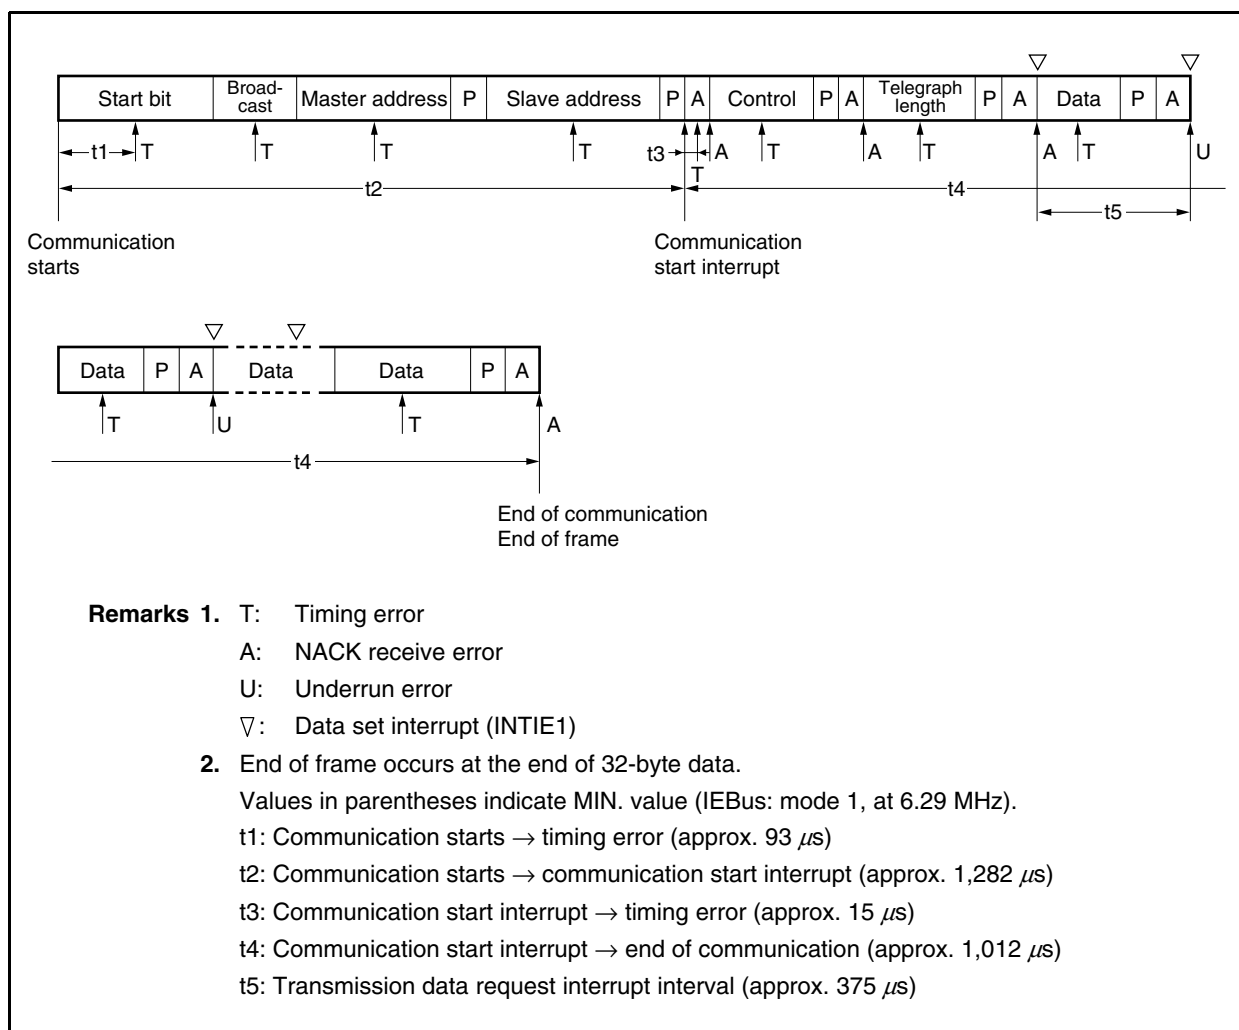 Start bit Broad-cast Master address P Slave address P A Control P A Telegraph length P A Data P A
t1 T T T T t3 T A T A T A T U
t2 t4
t5
Communication starts
Communication start interrupt
Data P A Data Data P A
T U T A
t4
End of communication
End of frame
Remarks 1. T: Timing error
A: NACK receive error
U: Underrun error
▽: Data set interrupt (INTIE1)
2. End of frame occurs at the end of 32-byte data.
Values in parentheses indicate MIN. value (IEBus: mode 1, at 6.29 MHz).
t1: Communication starts → timing error (approx. 93 μs)
t2: Communication starts → communication start interrupt (approx. 1,282 μs)
t3: Communication start interrupt → timing error (approx. 15 μs)
t4: Communication start interrupt → end of communication (approx. 1,012 μs)
t5: Transmission data request interrupt interval (approx. 375 μs)